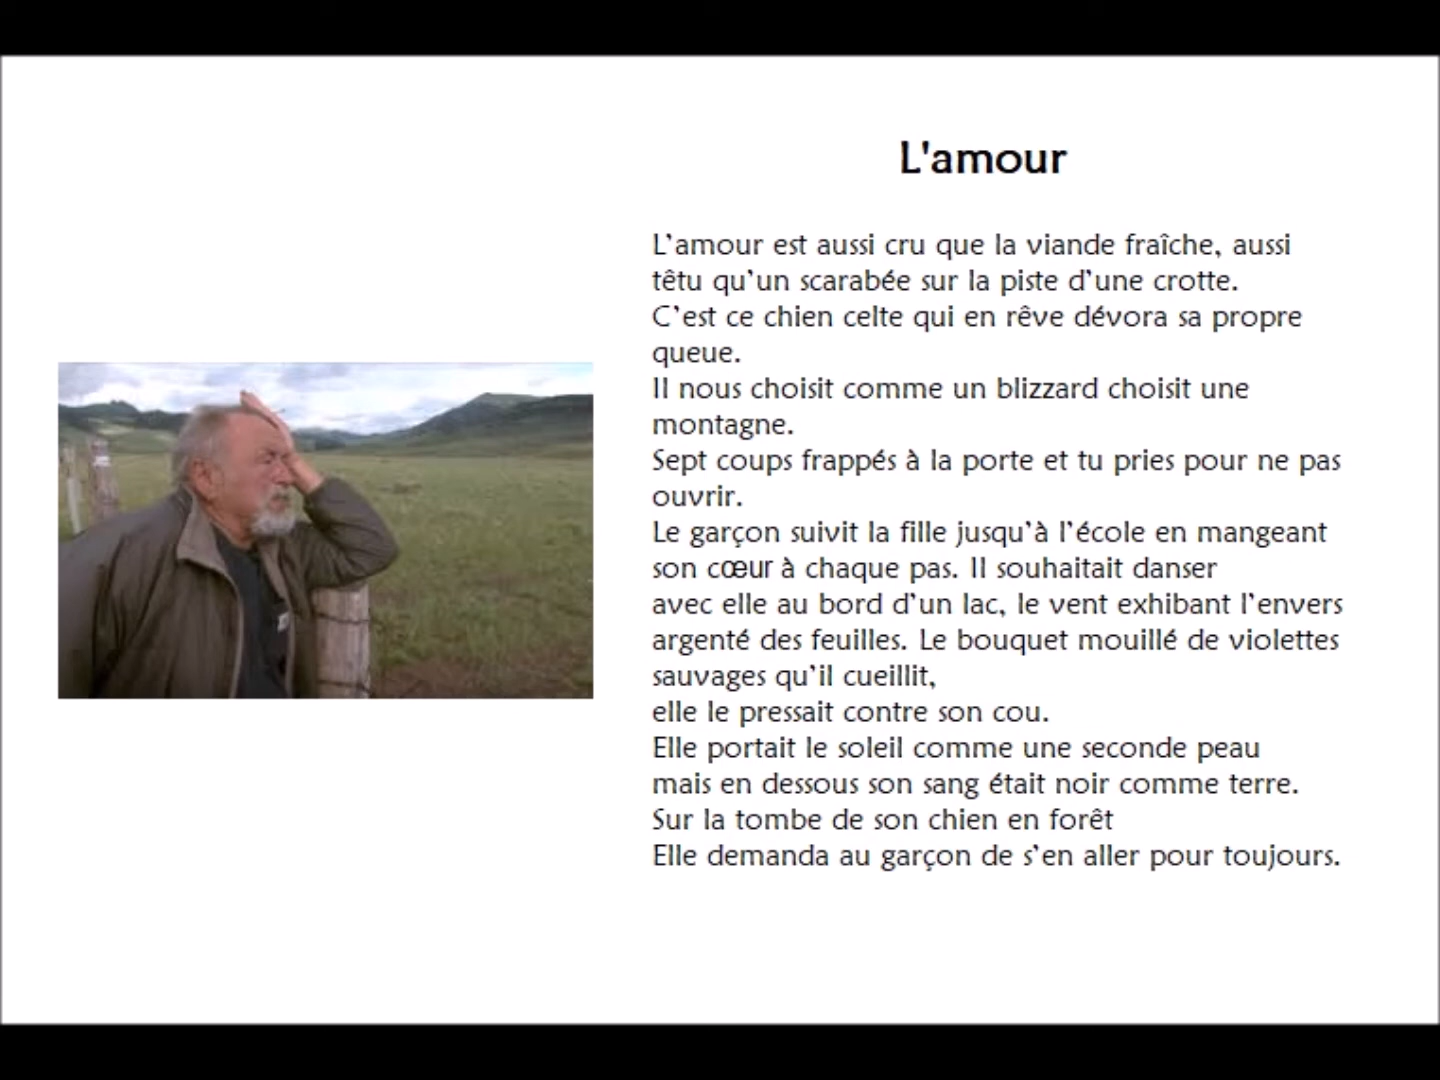 L'amour
L’amour est aussi cru que la viande fraîche, aussi
têtu qu’un scarabée sur la piste d’une crotte.
C’est ce chien celte qui en rêve dévora sa propre
queue.
Il nous choisit comme un blizzard choisit une
montagne.
Sept coups frappés à la porte et tu pries pour ne pas
ouvrir.
Le garçon suivit la fille jusqu’à l’école en mangeant
son cœur à chaque pas. Il souhaitait danser
avec elle au bord d’un lac, le vent exhibant l’envers
argenté des feuilles. Le bouquet mouillé de violettes
sauvages qu’il cueillit,
elle le pressait contre son cou.
Elle portait le soleil comme une seconde peau
mais en dessous son sang était noir comme terre.
Sur la tombe de son chien en forêt
Elle demanda au garçon de s’en aller pour toujours.